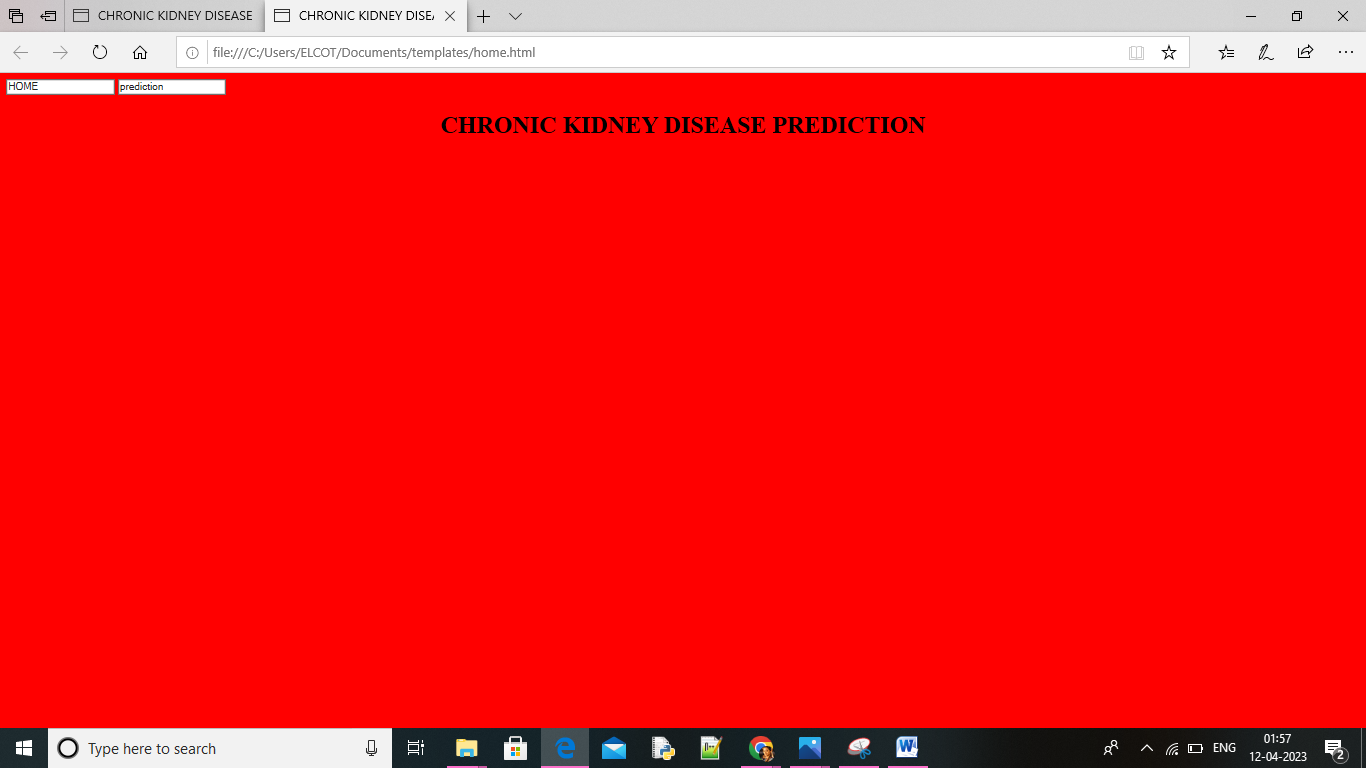 CHRONIC KIDNEY DISEASE
CHRONIC KIDNEY DISEA
file:///C:/Users/ELCOT/Documents/templates/home.html
HOME
prediction
CHRONIC KIDNEY DISEASE PREDICTION
Type here to search
ENG
01:57
12-04-2023
2